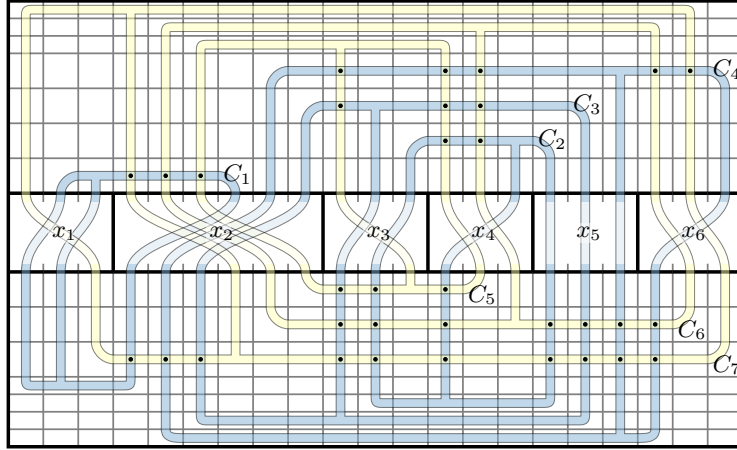 C₄
C₃
C₂
C₁
x₁ x₂ x₃ x₄ x₅ x₆
C₅
C₆
C₇